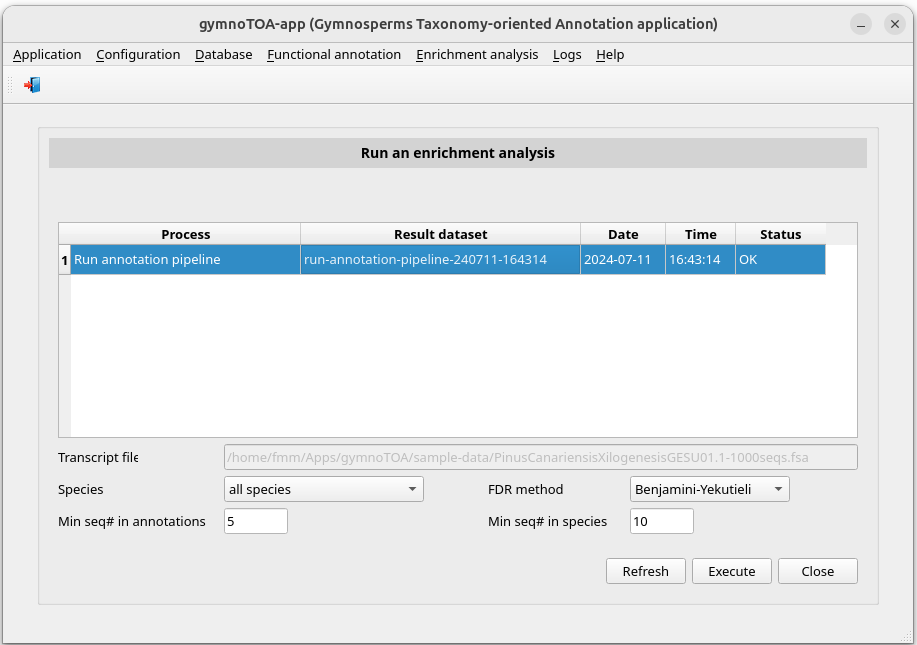 gymnoTOA-app (Gymnosperms Taxonomy-oriented Annotation application)
Application Configuration Database Functional annotation Enrichment analysis Logs Help
Run an enrichment analysis
Process Result dataset Date Time Status
1 Run annotation pipeline run-annotation-pipeline-240711-164314 2024-07-11 16:43:14 OK
Transcript file /home/fmm/Apps/gymnoTOA/sample-data/PinusCanariensisXilogenesisGESU01.1-1000seqs.fsa
Species all species FDR method Benjamini-Yekutieli
Min seq# in annotations 5 Min seq# in species 10
Refresh Execute Close